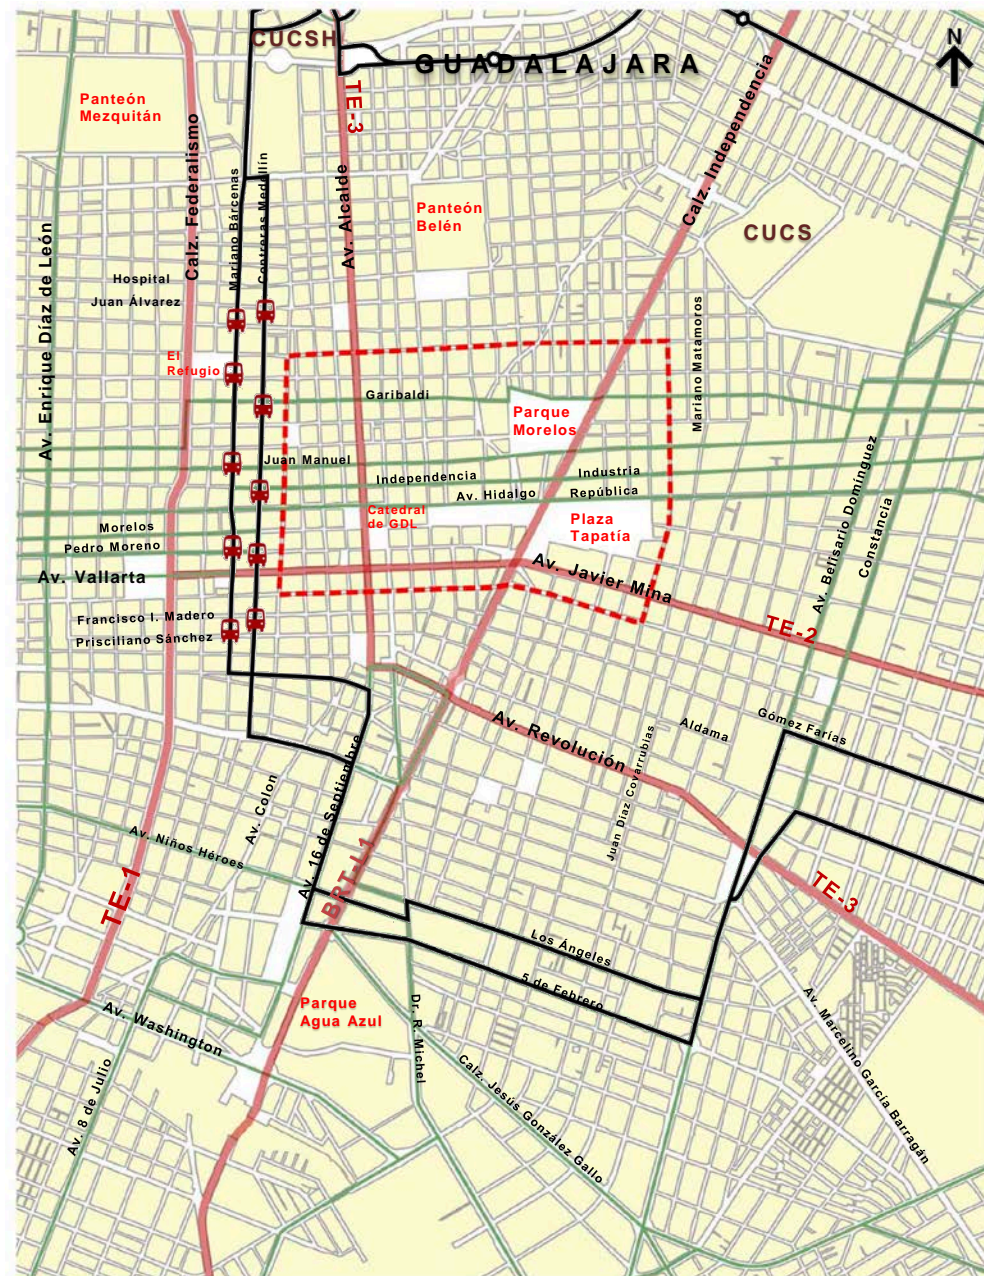 CUCSH
GUADALAJARA
N
TE-3
Panteón
Mezquitán
Calz. Federalismo
Mariano Bárcenas
Contreras Medellín
Av. Alcalde
Calz. Independencia
Panteón
Belén
CUCS
Av. Enrique Díaz de León
Hospital
Juan Álvarez
Mariano Matamoros
El
Refugio
Garibaldi
Parque
Morelos
Juan Manuel
Independencia
Industria
Av. Hidalgo
República
Catedral
de GDL
Plaza
Tapatía
Av. Belisario Domínguez
Constancia
Morelos
Pedro Moreno
Av. Vallarta
Av. Javier Mina
Francisco I. Madero
Prisciliano Sánchez
TE-2
Av. Revolución
Aldama
Gómez Farías
Juan Díaz Covarrubias
Av. Colon
Av. 16 de Septiembre
Av. Niños Héroes
BRT-L1
TE-1
TE-3
Los Ángeles
5 de Febrero
Parque
Agua Azul
Av. Washington
Dr. R. Michel
Av. Marcelino García Barragán
Av. 8 de Julio
Calz. Jesús González Gallo